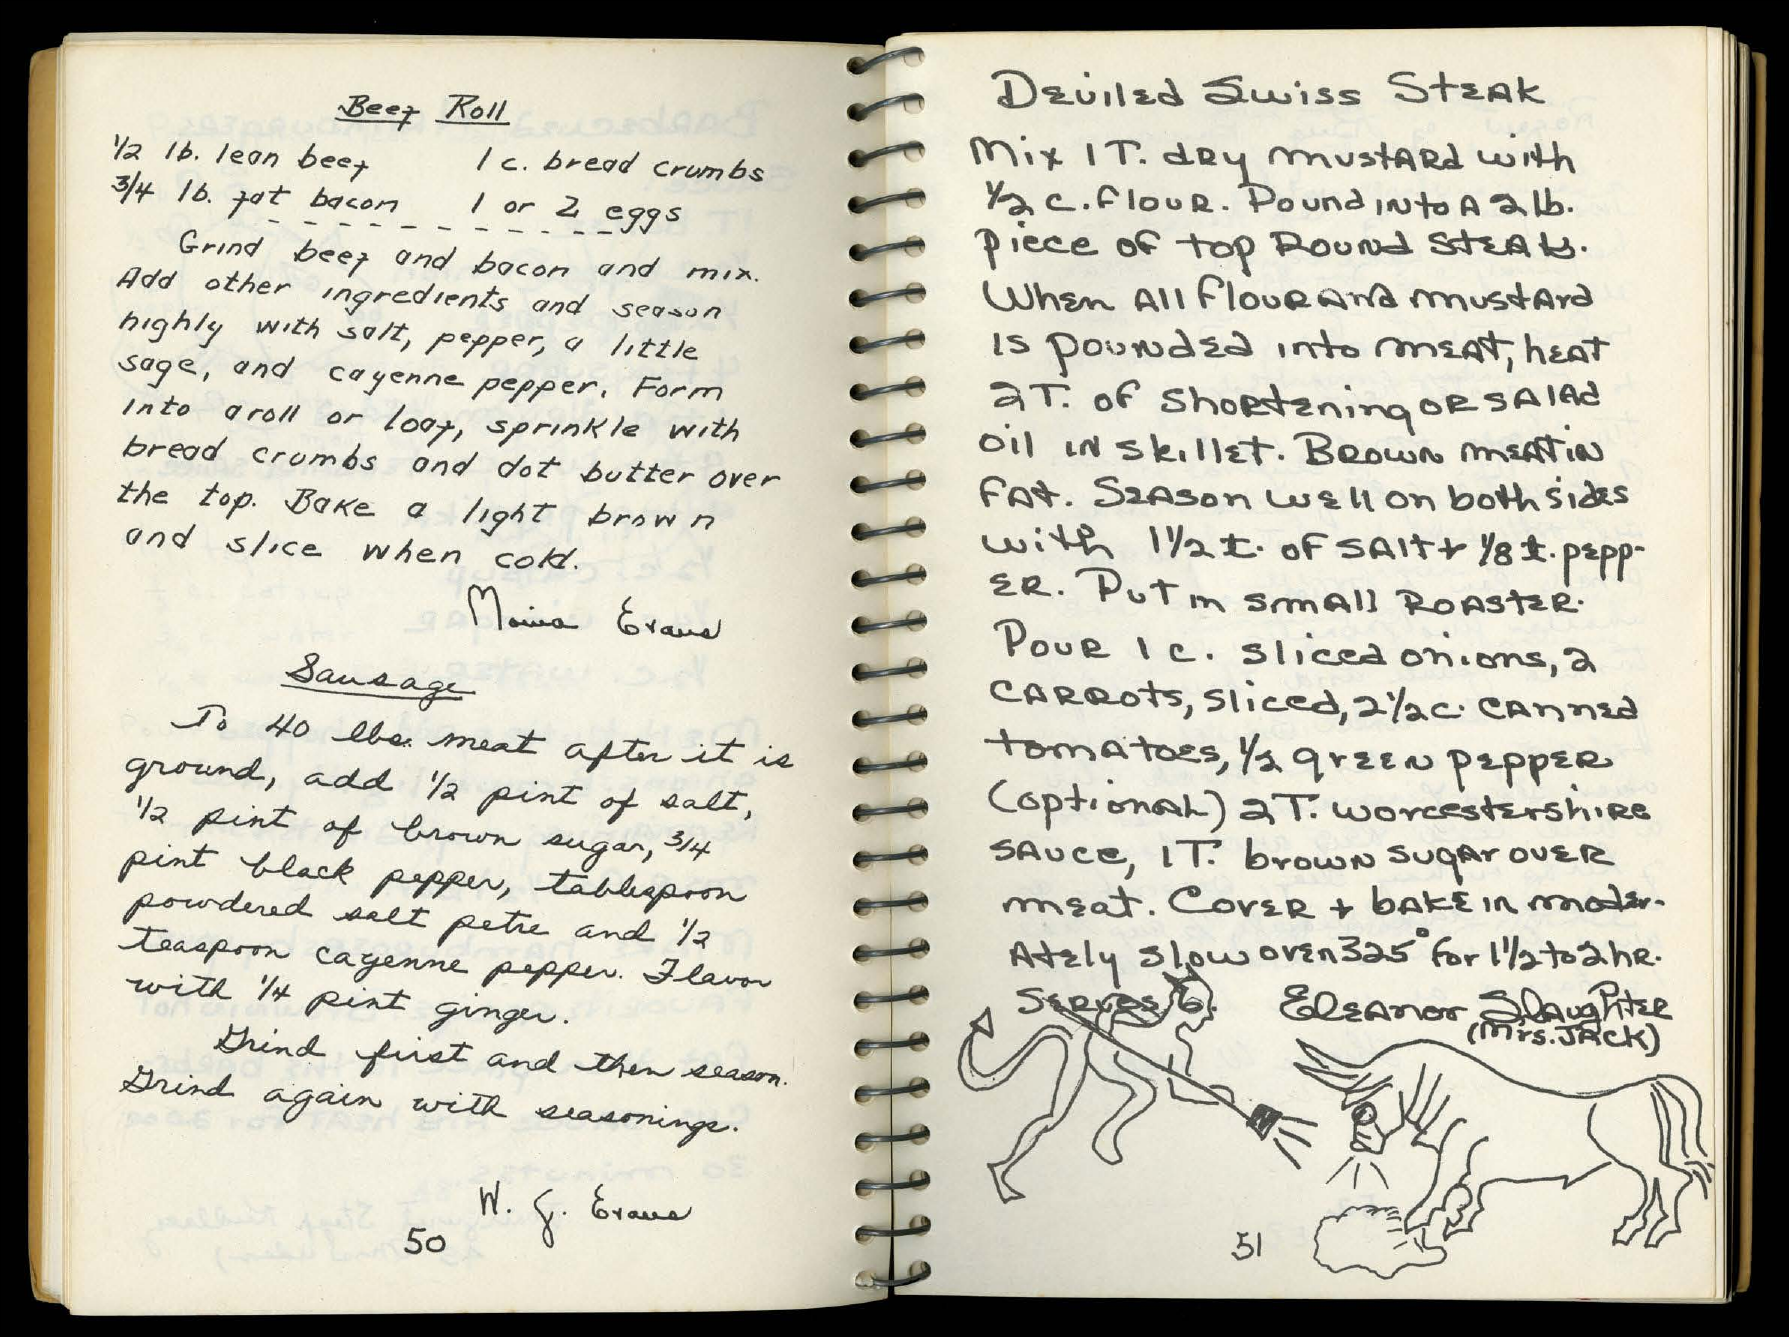 Beef Roll
1/2 lb. lean beef 1 c. bread crumbs
3/4 lb. fat bacon 1 or 2 eggs
Grind beef and bacon and mix.
Add other ingredients and season
highly with salt, pepper, a little
sage, and cayenne pepper. Form
into a roll or loaf, sprinkle with
bread crumbs and dot butter over
the top. Bake a light brown
and slice when cold.
Evans
Sausage
To 40 lbs. meat after it is
ground, add 1/2 pint of salt,
1/2 pint of brown sugar, 3/4
pint black pepper, tablespoon
powdered salt petre and 1/2
teaspoon cayenne pepper. Flavor
with 1/4 pint ginger.
Grind first and then season.
Grind again with seasonings.
W. J. Evans
50
Deviled Swiss Steak
Mix 1 T. dry mustard with
1/2 c. flour. Pound into a 2 lb.
piece of top Round Steak.
When all flour and mustard
is pounded into meat, heat
2 T. of shortening or salad
oil in skillet. Brown meat in
fat. Season well on both sides
with 1 1/2 t. of salt + 1/8 t. pepp-
er. Put in small Roaster.
Pour 1 c. sliced onions, 2
carrots, sliced, 2 1/2 c. canned
tomatoes, 1/2 green pepper
(optional) 2 T. worcestershire
sauce, 1 T. brown sugar over
meat. Cover + bake in moder-
ately slow oven 325° for 1 1/2 to 2 hr.
Serves 6. Eleanor Slaughter
(Mrs. Jack)
51